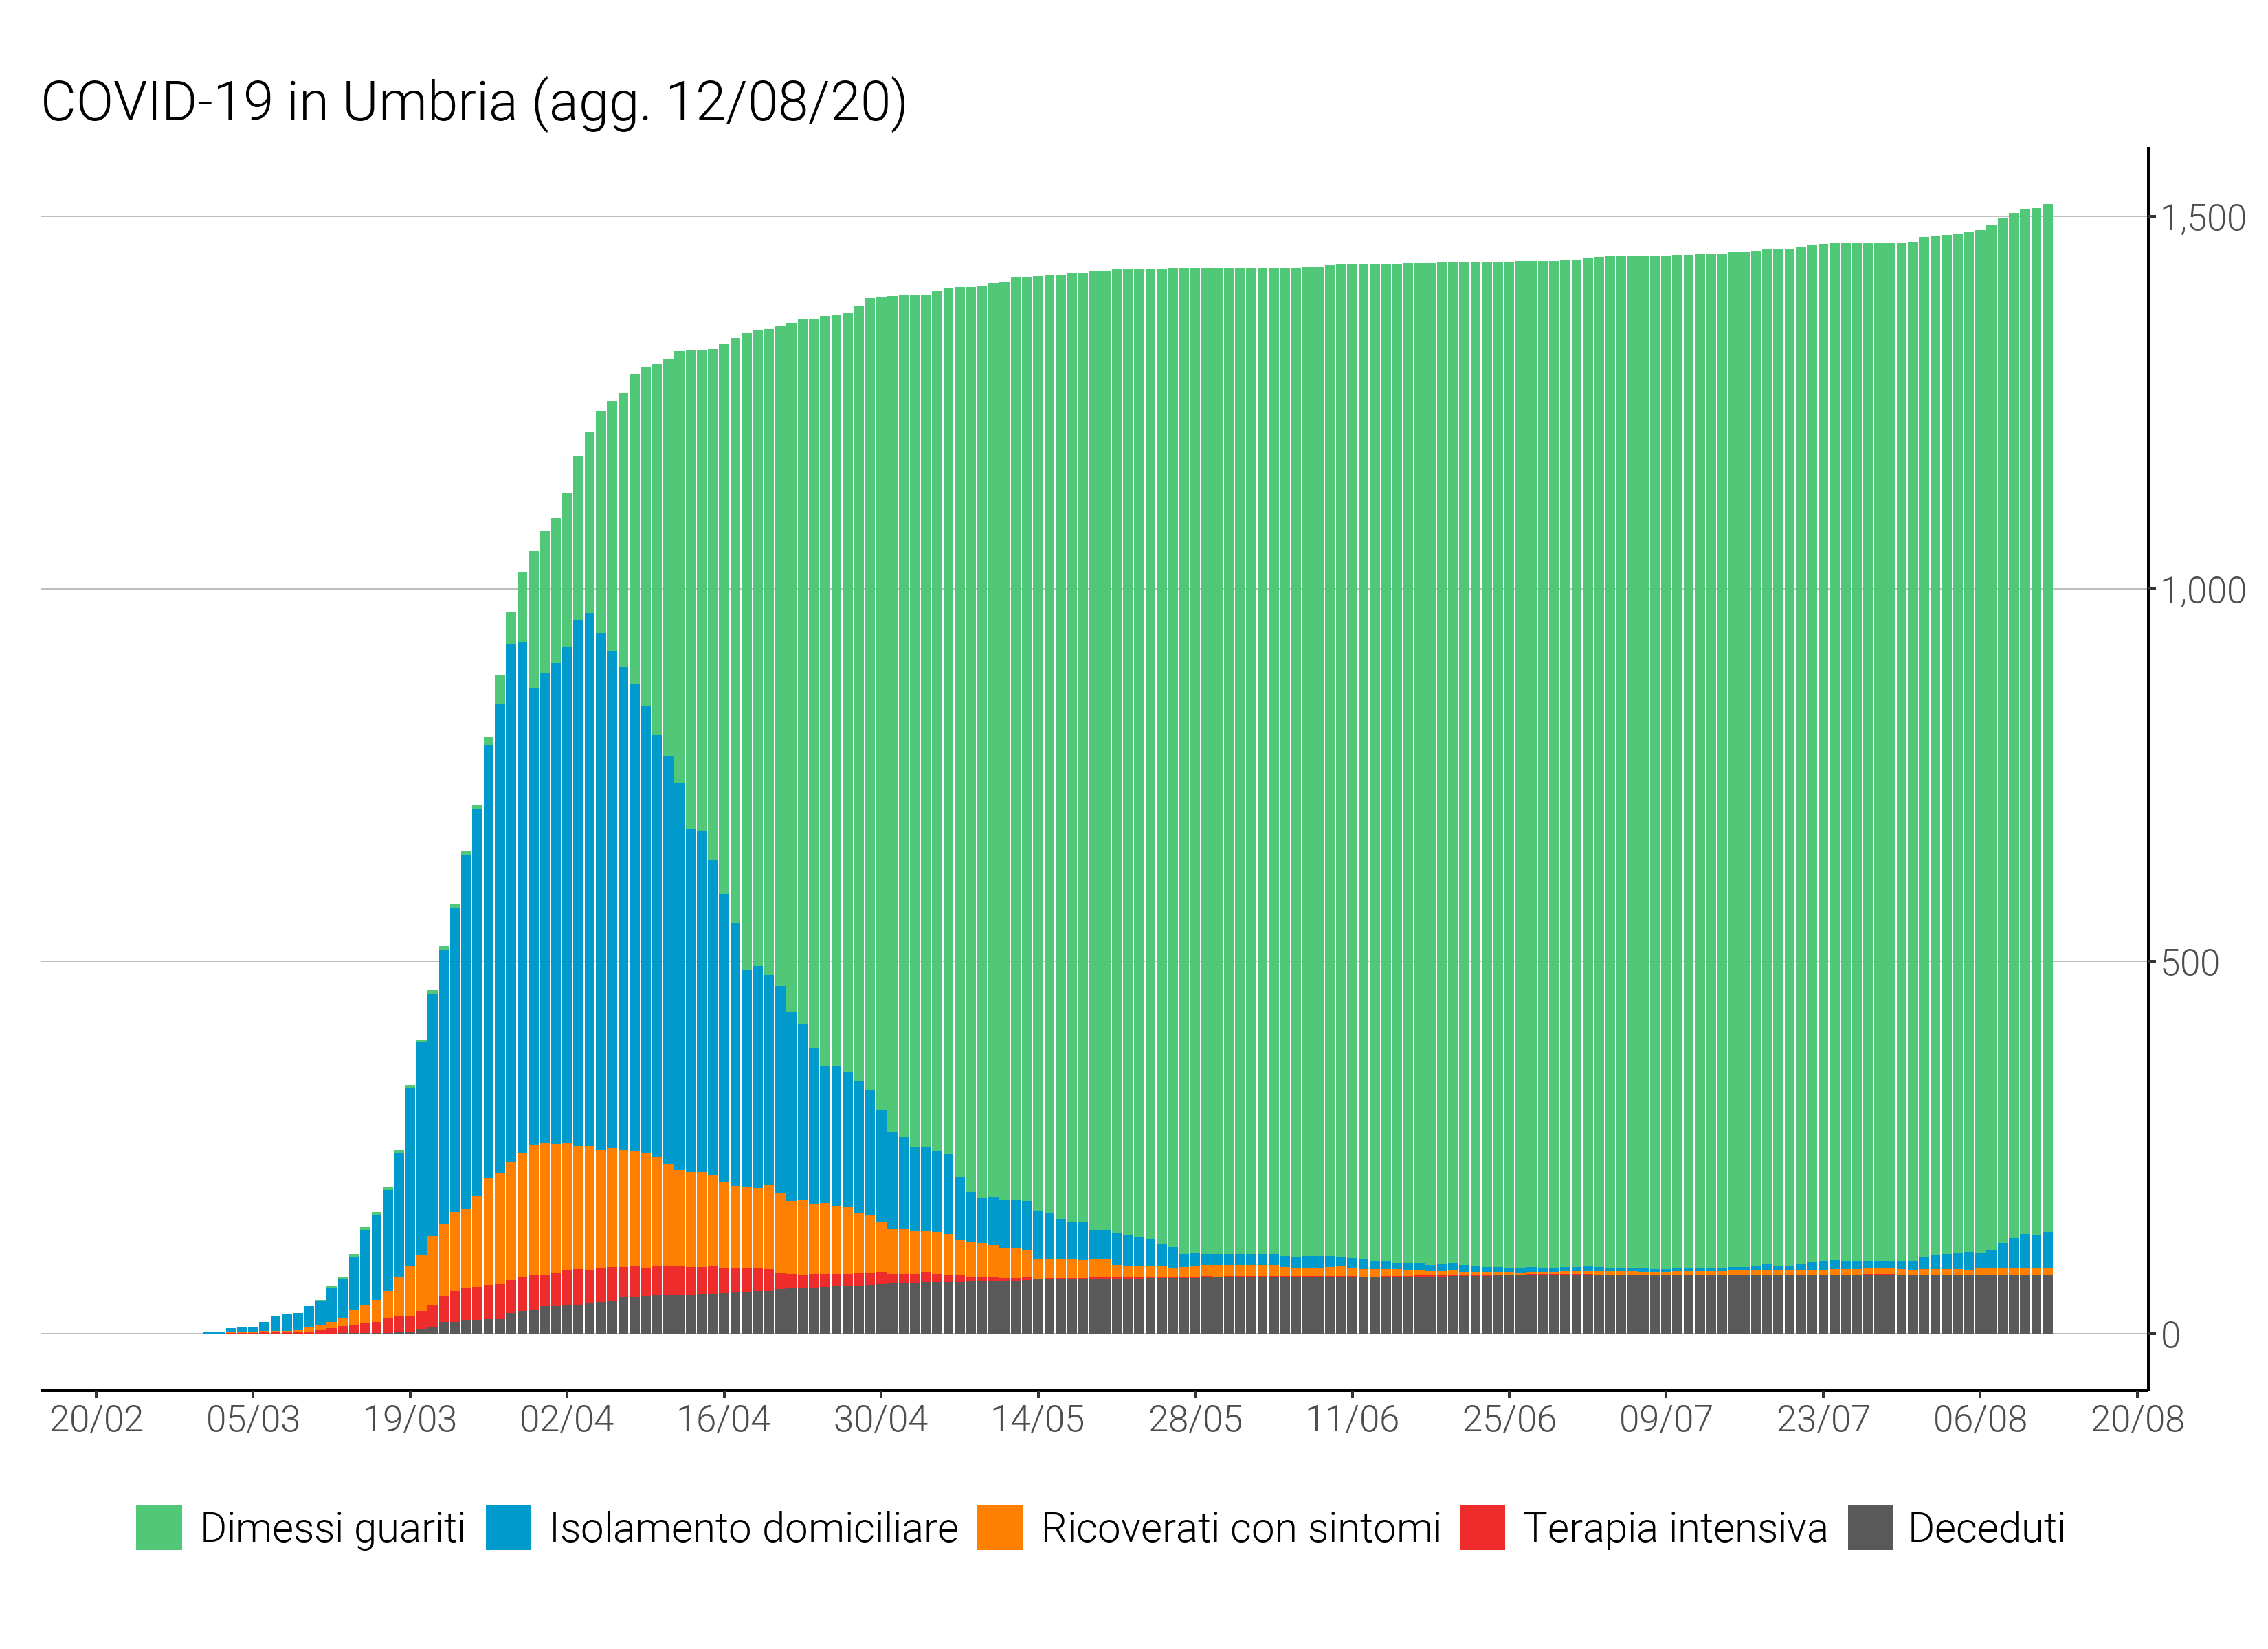 COVID-19 in Umbria (agg. 12/08/20)
1,500
1,000
500
0
20/02 05/03 19/03 02/04 16/04 30/04 14/05 28/05 11/06 25/06 09/07 23/07 06/08 20/08
Dimessi guariti Isolamento domiciliare Ricoverati con sintomi Terapia intensiva Deceduti